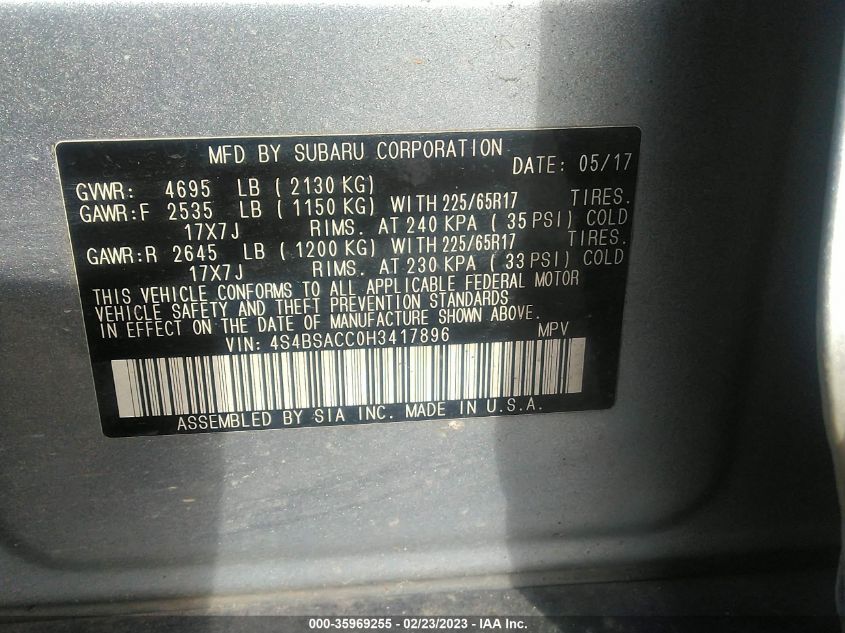 MFD BY SUBARU CORPORATION DATE: 05/17
GVWR: 4695 LB ( 2130 KG)
GAWR:F 2535 LB ( 1150 KG) WITH 225/65R17 TIRES.
17X7J RIMS. AT 240 KPA ( 35 PSI) COLD
GAWR:R 2645 LB ( 1200 KG) WITH 225/65R17 TIRES.
17X7J RIMS. AT 230 KPA ( 33 PSI) COLD
THIS VEHICLE CONFORMS TO ALL APPLICABLE FEDERAL MOTOR
VEHICLE SAFETY AND THEFT PREVENTION STANDARDS
IN EFFECT ON THE DATE OF MANUFACTURE SHOWN ABOVE.
VIN: 4S4BSACC0H3417896 MPV
ASSEMBLED BY SIA INC. MADE IN U.S.A.
000-35969255 - 02/23/2023 - IAA Inc.